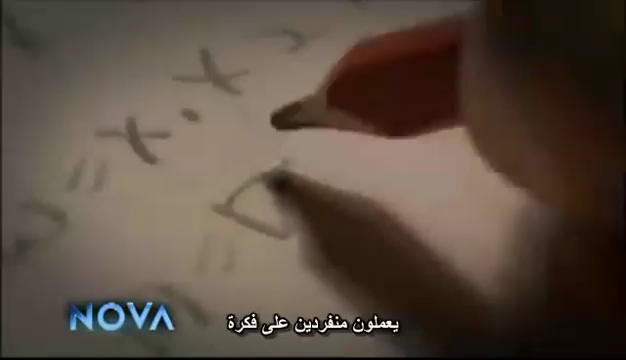 = x · x
=
NOVA
يعملون منفردين على فكرة